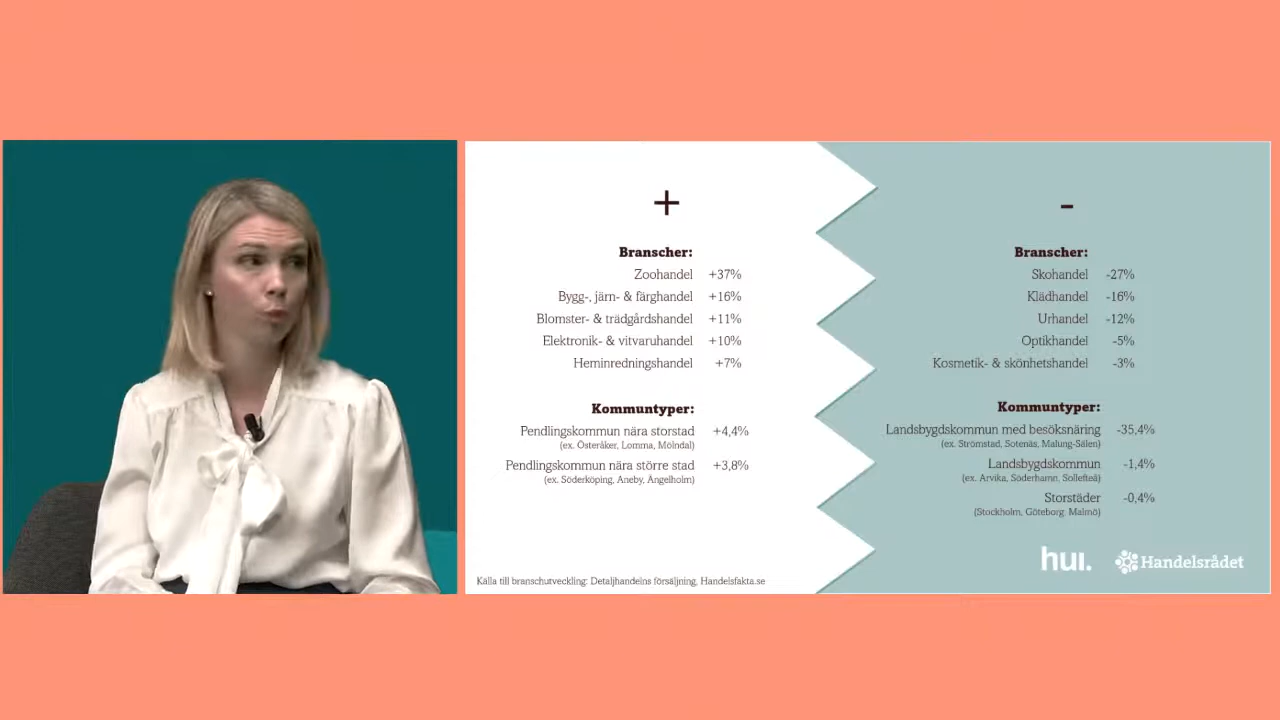 +
Branscher:
Zoohandel +37%
Bygg-, järn- & färghandel +16%
Blomster- & trädgårdshandel +11%
Elektronik- & vitvaruhandel +10%
Heminredningshandel +7%
Kommuntyper:
Pendlingskommun nära storstad +4,4%
(ex. Österåker, Lomma, Mölndal)
Pendlingskommun nära större stad +3,8%
(ex. Söderköping, Aneby, Ängelholm)
Källa till branschutveckling: Detaljhandelns försäljning, Handelsfakta.se
-
Branscher:
Skohandel -27%
Klädhandel -16%
Urhandel -12%
Optikhandel -5%
Kosmetik- & skönhetshandel -3%
Kommuntyper:
Landsbygdskommun med besöksnäring -35,4%
(ex. Strömstad, Sotenäs, Malung-Sälen)
Landsbygdskommun -1,4%
(ex. Arvika, Söderhamn, Sollefteå)
Storstäder -0,4%
(Stockholm, Göteborg, Malmö)
hui. Handelsrådet